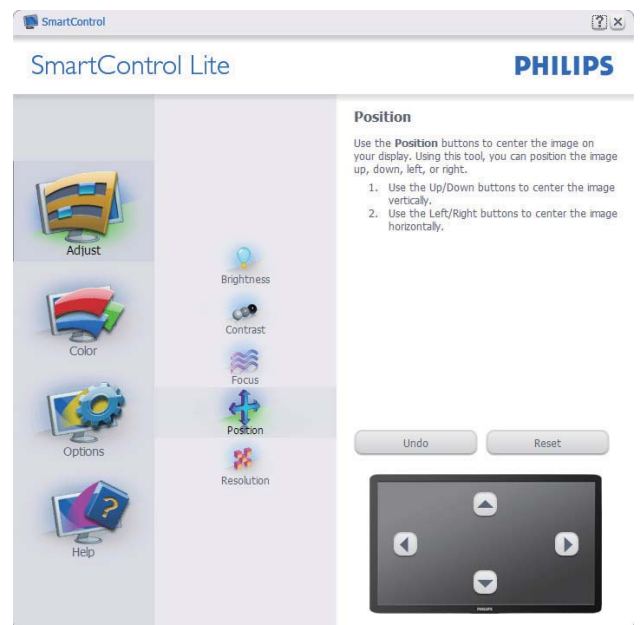 SmartControl
SmartControl Lite
PHILIPS
Adjust
Color
Options
Help
Brightness
Contrast
Focus
Position
Resolution
Position
Use the Position buttons to center the image on
your display. Using this tool, you can position the image
up, down, left, or right.
1. Use the Up/Down buttons to center the image
vertically.
2. Use the Left/Right buttons to center the image
horizontally.
Undo
Reset
PHILIPS